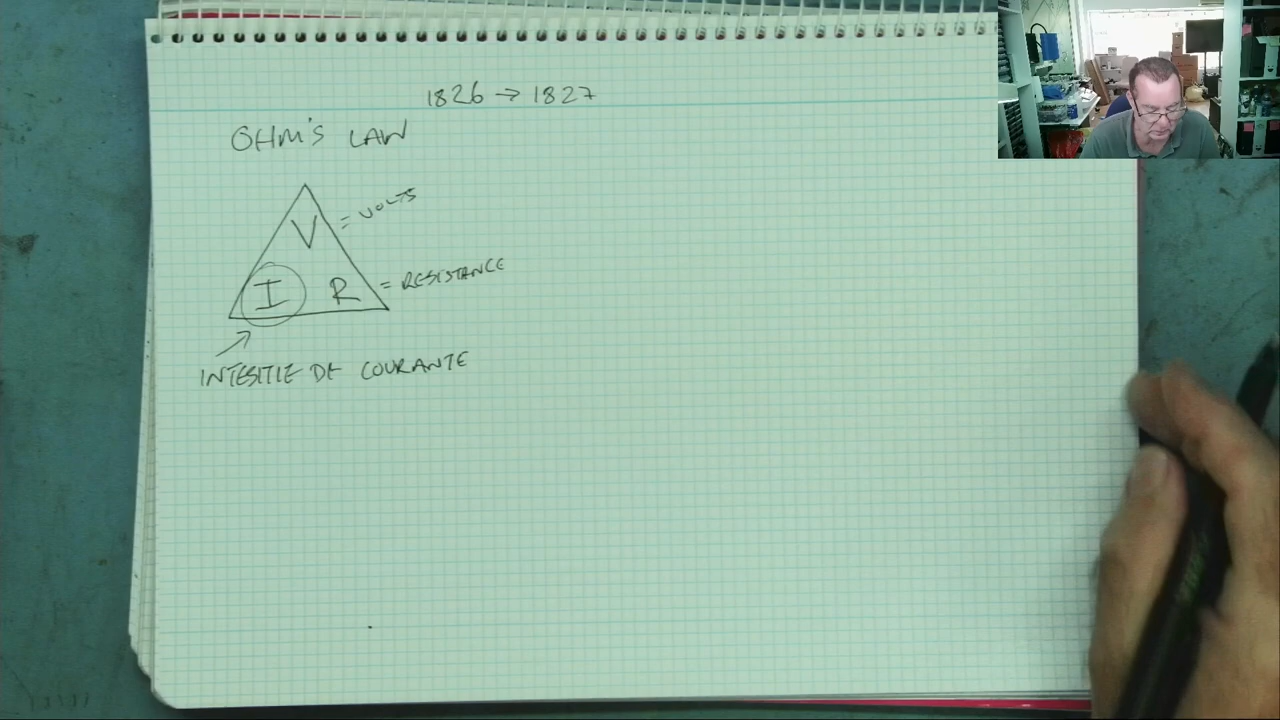 1826 → 1827
OHM'S LAW
V = VOLTS
I R = RESISTANCE
INTESITIE DE COURANTE